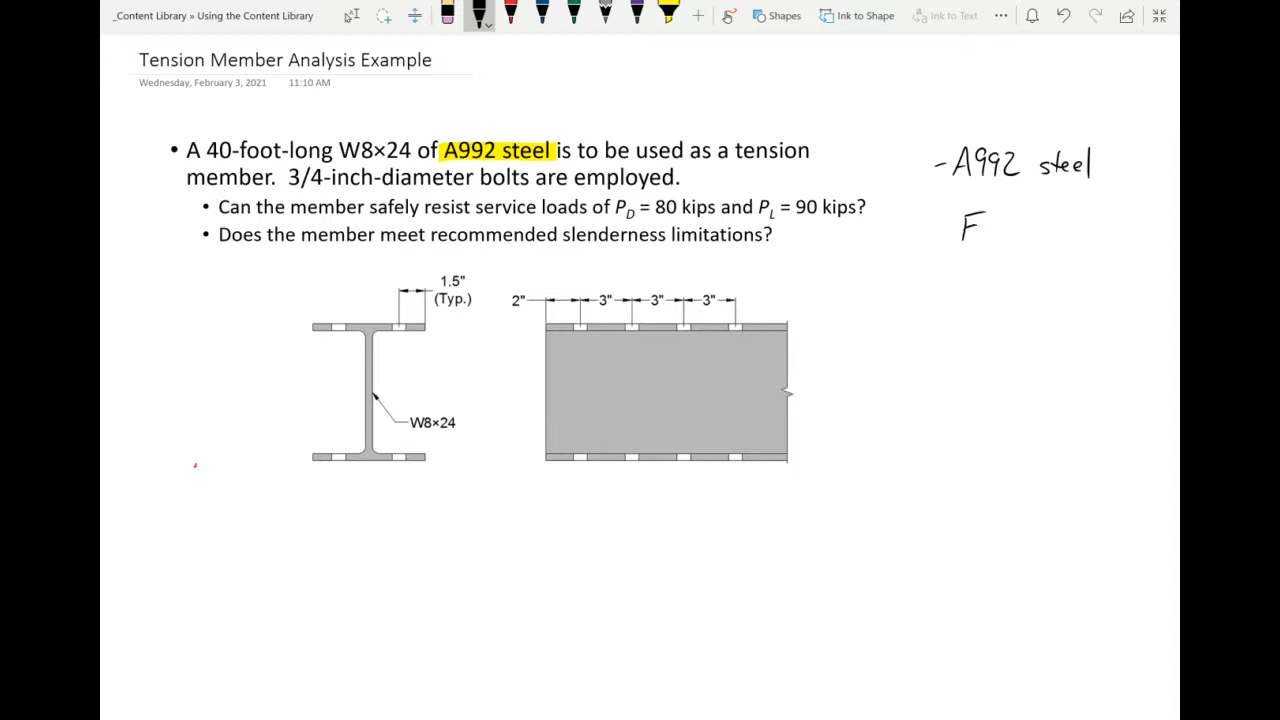 _Content Library » Using the Content Library
Shapes
Ink to Shape
Ink to Text
Tension Member Analysis Example
Wednesday, February 3, 2021 11:10 AM
• A 40-foot-long W8×24 of A992 steel is to be used as a tension
member. 3/4-inch-diameter bolts are employed.
• Can the member safely resist service loads of PD = 80 kips and PL = 90 kips?
• Does the member meet recommended slenderness limitations?
- A992 steel
F
1.5"
(Typ.)
2" 3" 3" 3"
W8×24